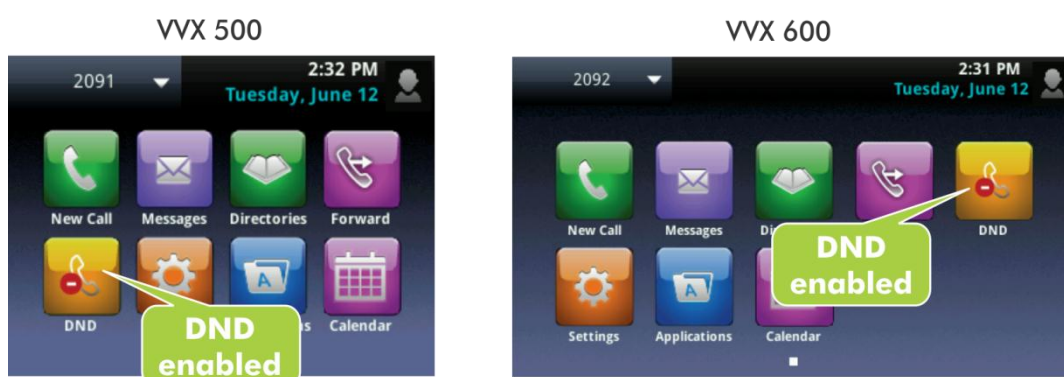 VVX 500
2091
2:32 PM
Tuesday, June 12
New Call Messages Directories Forward
DND Calendar
DND
enabled
VVX 600
2092
2:31 PM
Tuesday, June 12
New Call Messages DND
Settings Applications Calendar
DND
enabled